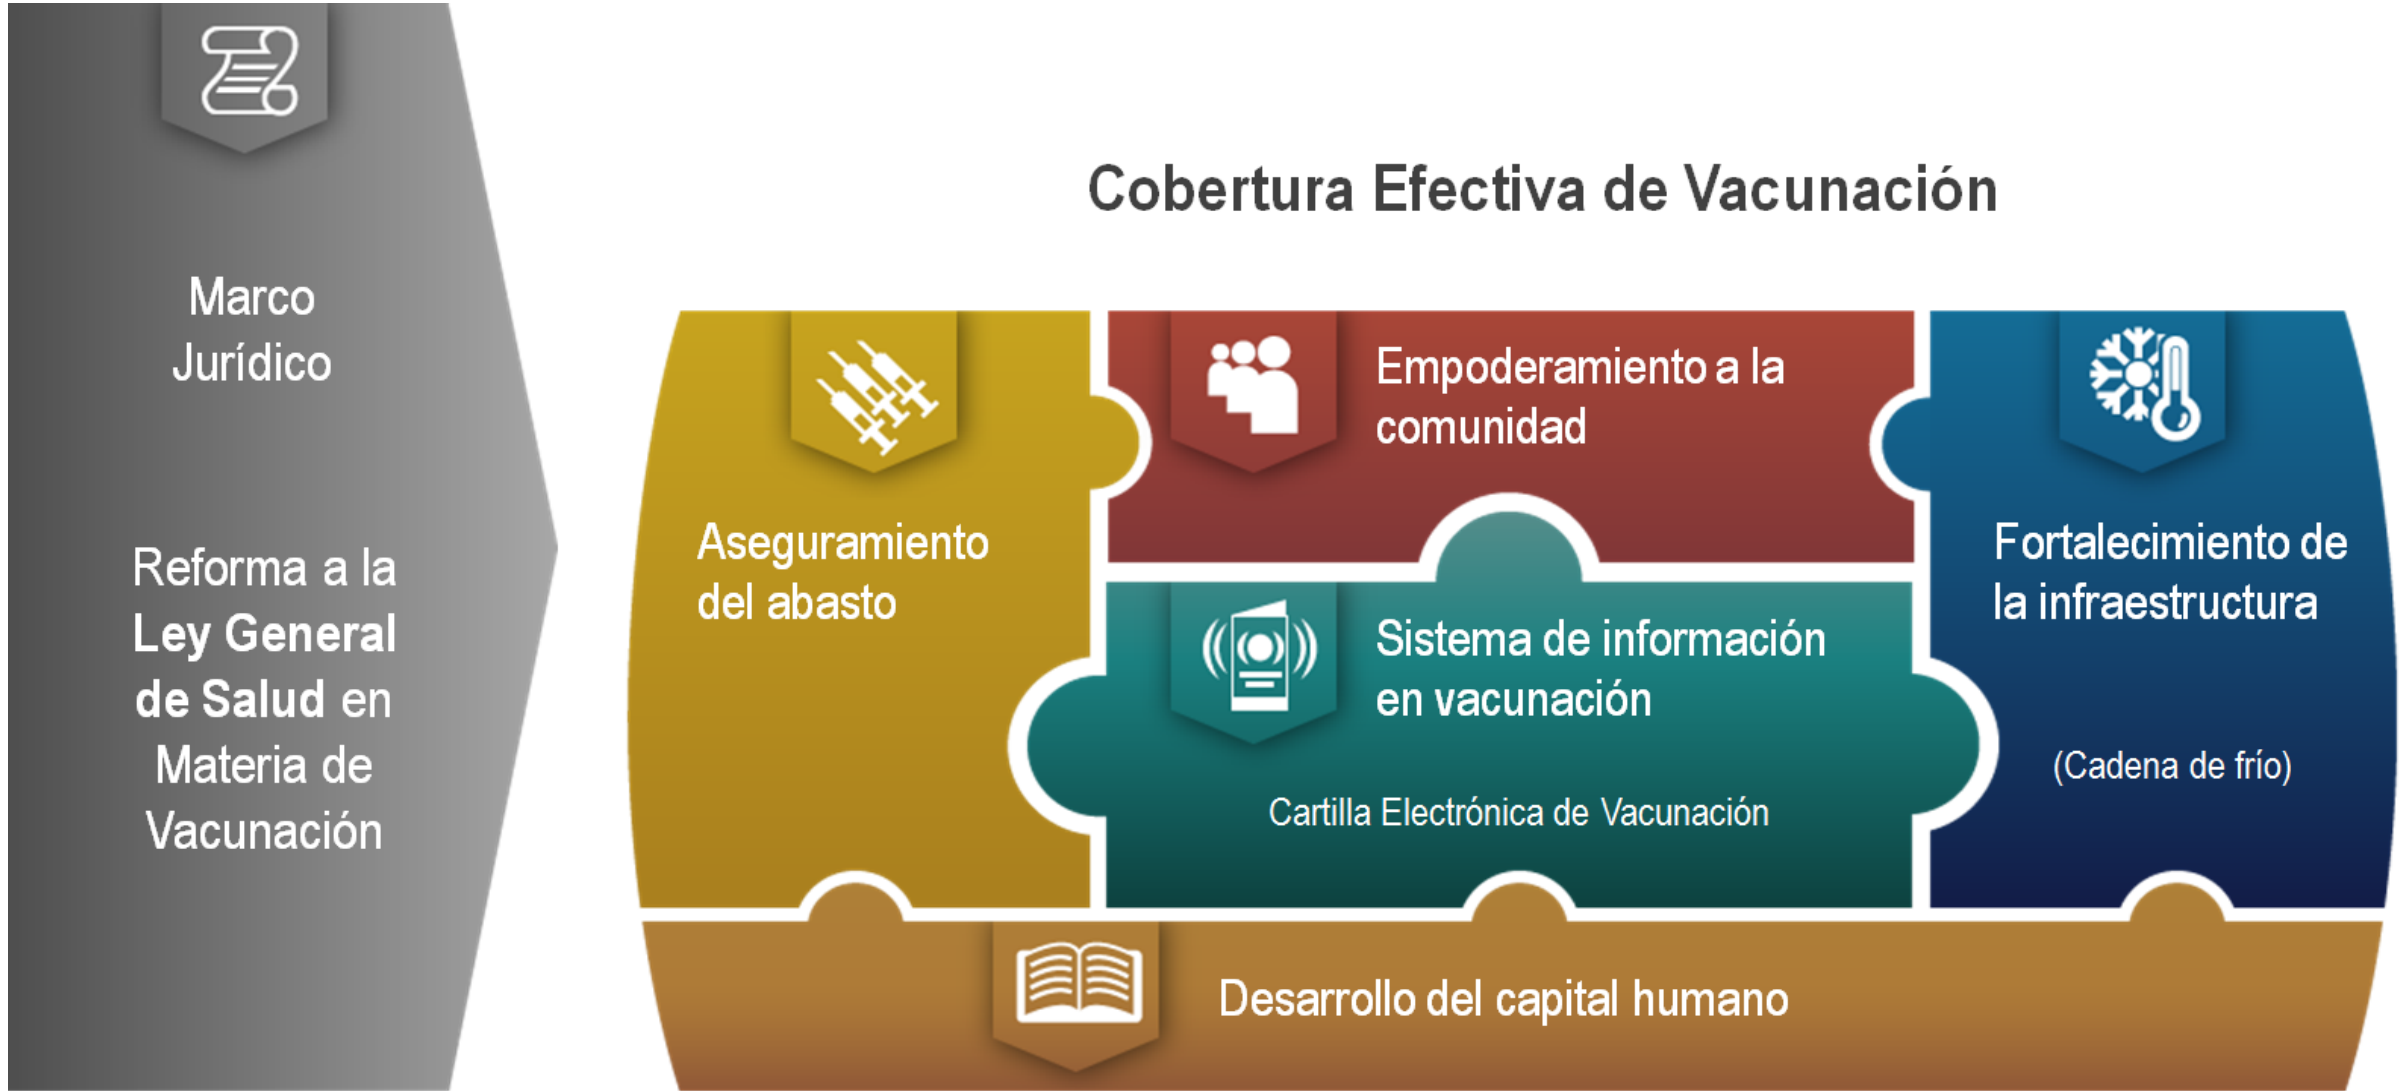 Marco
Jurídico
Reforma a la
Ley General
de Salud en
Materia de
Vacunación
Cobertura Efectiva de Vacunación
Aseguramiento
del abasto
Empoderamiento a la
comunidad
Sistema de información
en vacunación
Cartilla Electrónica de Vacunación
Fortalecimiento de
la infraestructura
(Cadena de frío)
Desarrollo del capital humano